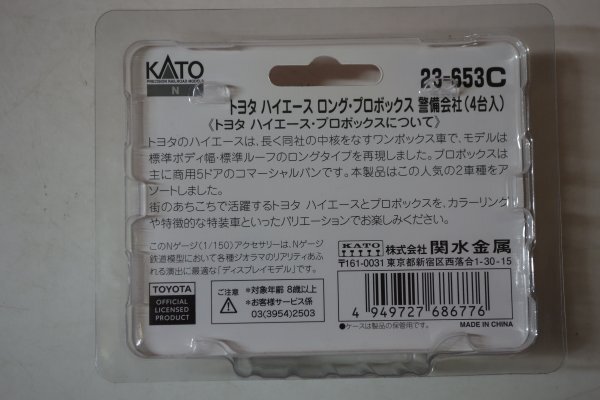 KATO
PRECISION RAILROAD MODELS
N
23-653C
トヨタ ハイエース ロング・プロボックス 警備会社(4台入)
《トヨタ ハイエース・プロボックスについて》
トヨタのハイエースは、長く同社の中核をなすワンボックス車で、モデルは
標準ボディ幅・標準ルーフのロングタイプを再現しました。プロボックスは
主に商用5ドアのコマーシャルバンです。本製品はこの人気の2車種をア
ソートしました。
街のあちこちで活躍するトヨタ ハイエースとプロボックスを、カラーリング
や特徴的な特装車といったバリエーションでお楽しみください。
このNゲージ(1/150)アクセサリーは、Nゲージ
鉄道模型において各種ジオラマのリアリティあふ
れる演出に最適な「ディスプレイモデル」です。
KATO 株式会社 関水金属
〒161-0031 東京都新宿区西落合1-30-15
TOYOTA
OFFICIAL
LICENSED
PRODUCT
ご注意
*対象年齢 8歳以上
*お客様サービス係
03(3954)2503
4 949727 686776
●ケースは製品の保管用です。 MADE IN CHINA